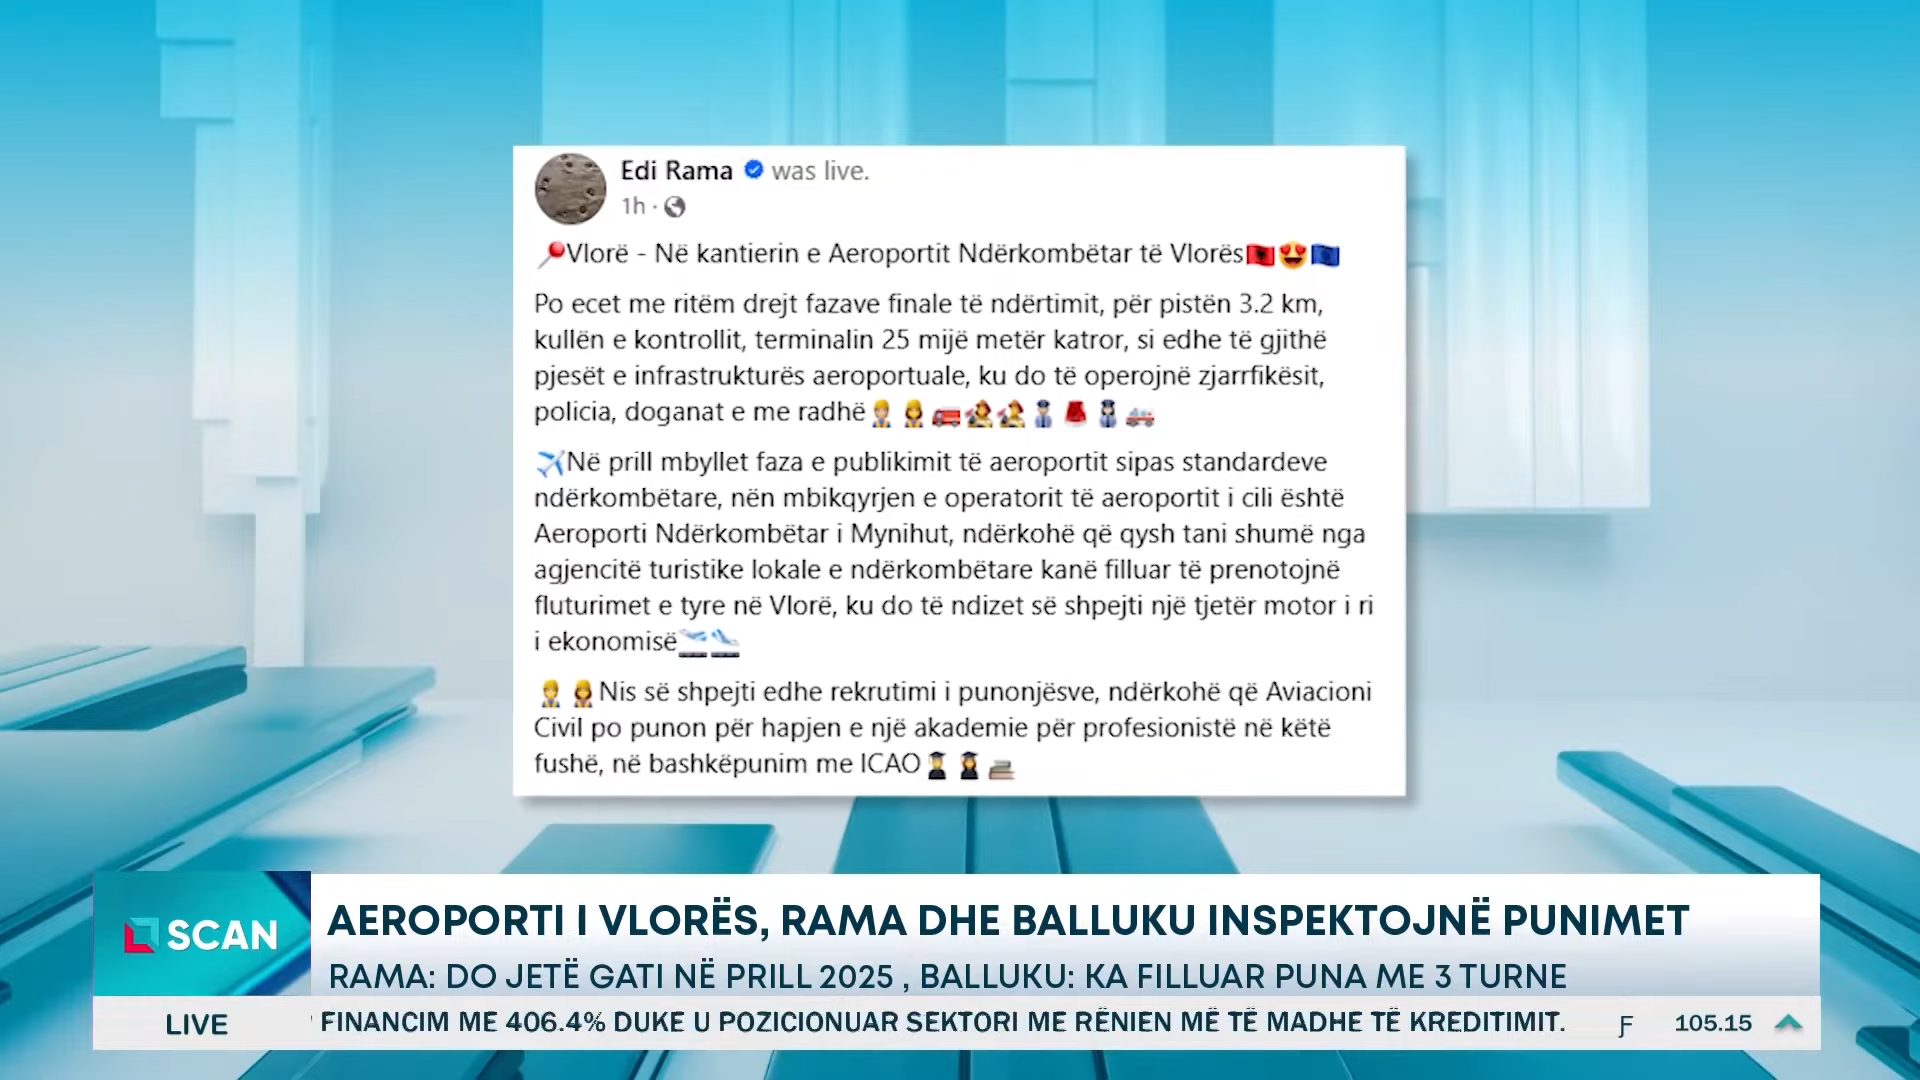 Edi Rama was live.
1h ·
📍Vlorë - Në kantierin e Aeroportit Ndërkombëtar të Vlorës🇦🇱😍🇪🇺
Po ecet me ritëm drejt fazave finale të ndërtimit, për pistën 3.2 km,
kullën e kontrollit, terminalin 25 mijë metër katror, si edhe të gjithë
pjesët e infrastrukturës aeroportuale, ku do të operojnë zjarrfikësit,
policia, doganat e me radhë
✈️Në prill mbyllet faza e publikimit të aeroportit sipas standardeve
ndërkombëtare, nën mbikqyrjen e operatorit të aeroportit i cili është
Aeroporti Ndërkombëtar i Mynihut, ndërkohë që qysh tani shumë nga
agjencitë turistike lokale e ndërkombëtare kanë filluar të prenotojnë
fluturimet e tyre në Vlorë, ku do të ndizet së shpejti një tjetër motor i ri
i ekonomisë
Nis së shpejti edhe rekrutimi i punonjësve, ndërkohë që Aviacioni
Civil po punon për hapjen e një akademie për profesionistë në këtë
fushë, në bashkëpunim me ICAO
SCAN
AEROPORTI I VLORËS, RAMA DHE BALLUKU INSPEKTOJNË PUNIMET
RAMA: DO JETË GATI NË PRILL 2025 , BALLUKU: KA FILLUAR PUNA ME 3 TURNE
LIVE
FINANCIM ME 406.4% DUKE U POZICIONUAR SEKTORI ME RËNIEN MË TË MADHE TË KREDITIMIT.
105.15